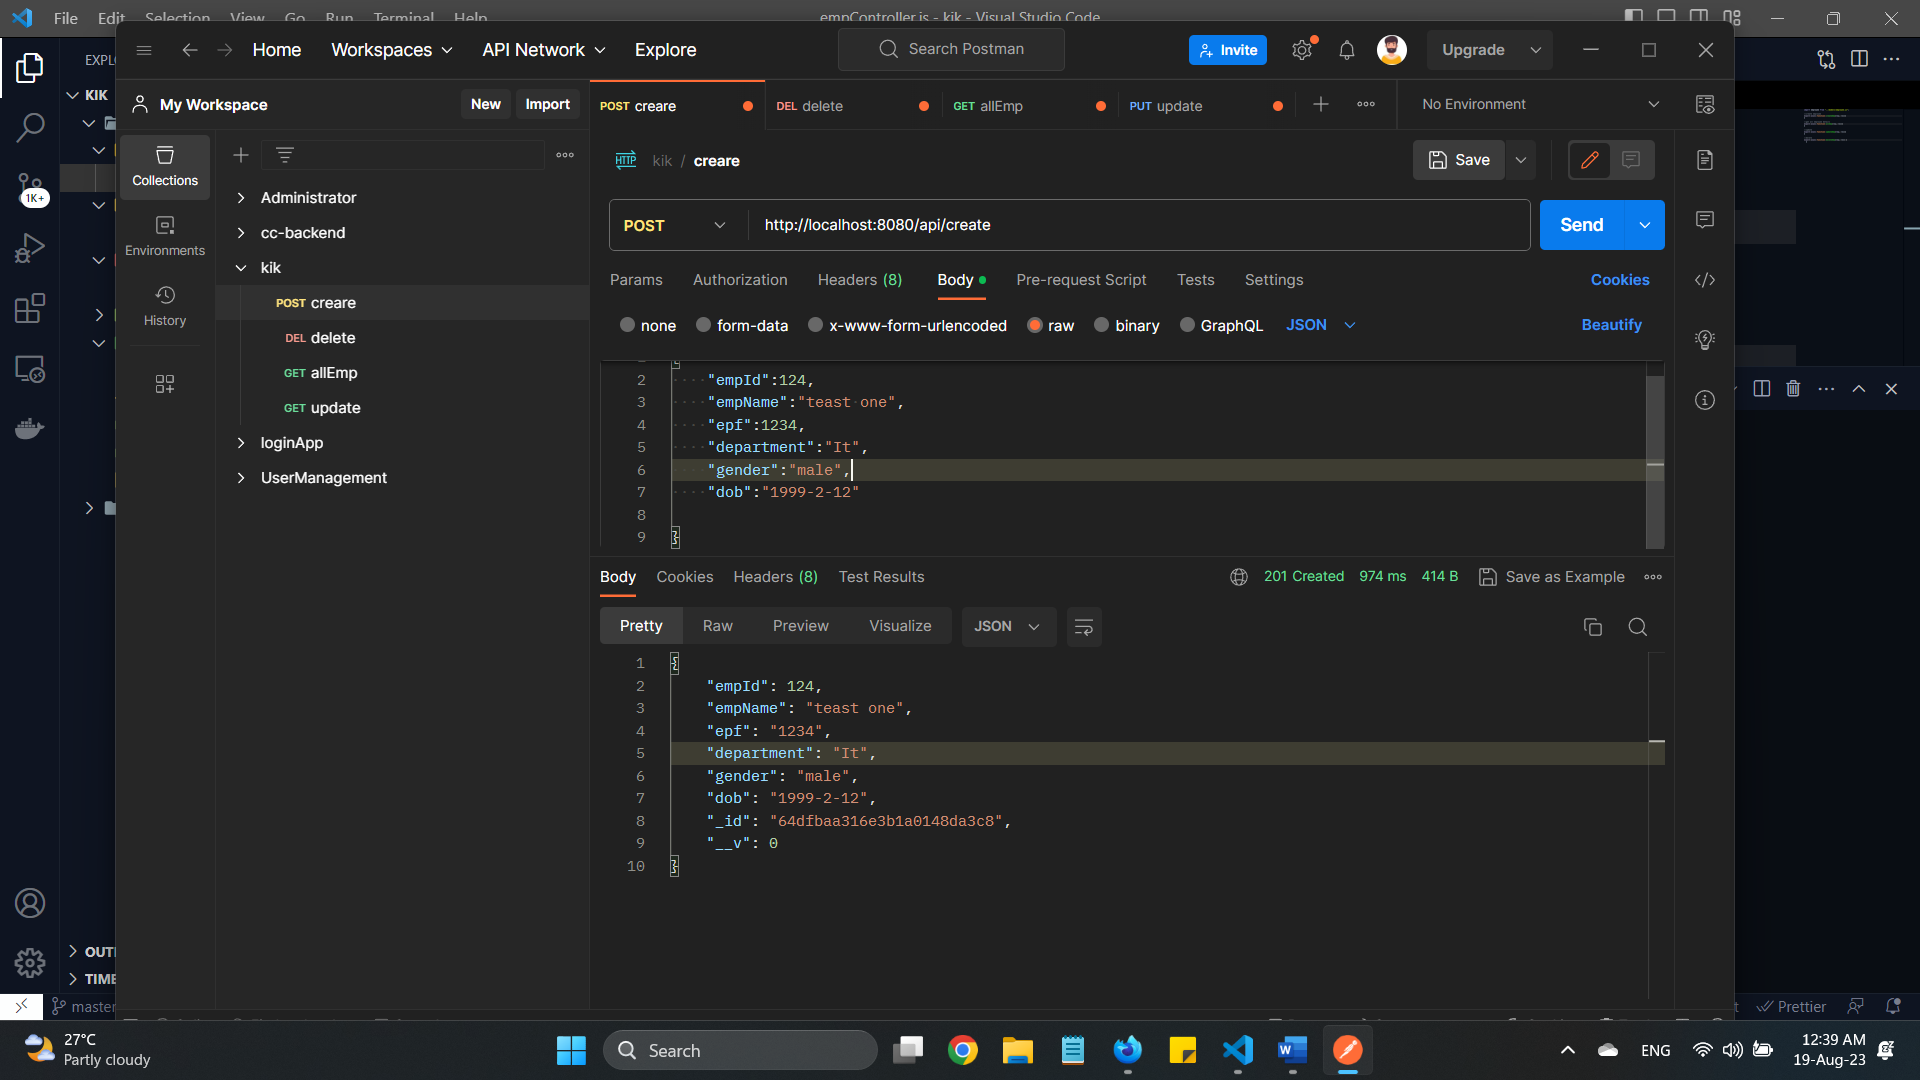 File Edit Selection View Go Run Terminal Help
empController.js - kik - Visual Studio Code
Home
Workspaces
API Network
Explore
Search Postman
Invite
Upgrade
KIK
1K+
My Workspace
New
Import
POST creare
DEL delete
GET allEmp
PUT update
No Environment
Collections
Environments
History
Administrator
cc-backend
kik
POST creare
DEL delete
GET allEmp
GET update
loginApp
UserManagement
HTTP kik / creare
Save
POST
http://localhost:8080/api/create
Send
Params
Authorization
Headers (8)
Body
Pre-request Script
Tests
Settings
Cookies
none
form-data
x-www-form-urlencoded
raw
binary
GraphQL
JSON
Beautify
2 "empId":124,
3 "empName":"teast one",
4 "epf":1234,
5 "department":"It",
6 "gender":"male",
7 "dob":"1999-2-12"
8
9 }
Body
Cookies
Headers (8)
Test Results
201 Created
974 ms
414 B
Save as Example
Pretty
Raw
Preview
Visualize
JSON
1 {
2 "empId": 124,
3 "empName": "teast one",
4 "epf": "1234",
5 "department": "It",
6 "gender": "male",
7 "dob": "1999-2-12",
8 "_id": "64dfbaa316e3b1a0148da3c8",
9 "__v": 0
10 }
master
Prettier
27°C
Partly cloudy
Search
ENG
12:39 AM
19-Aug-23